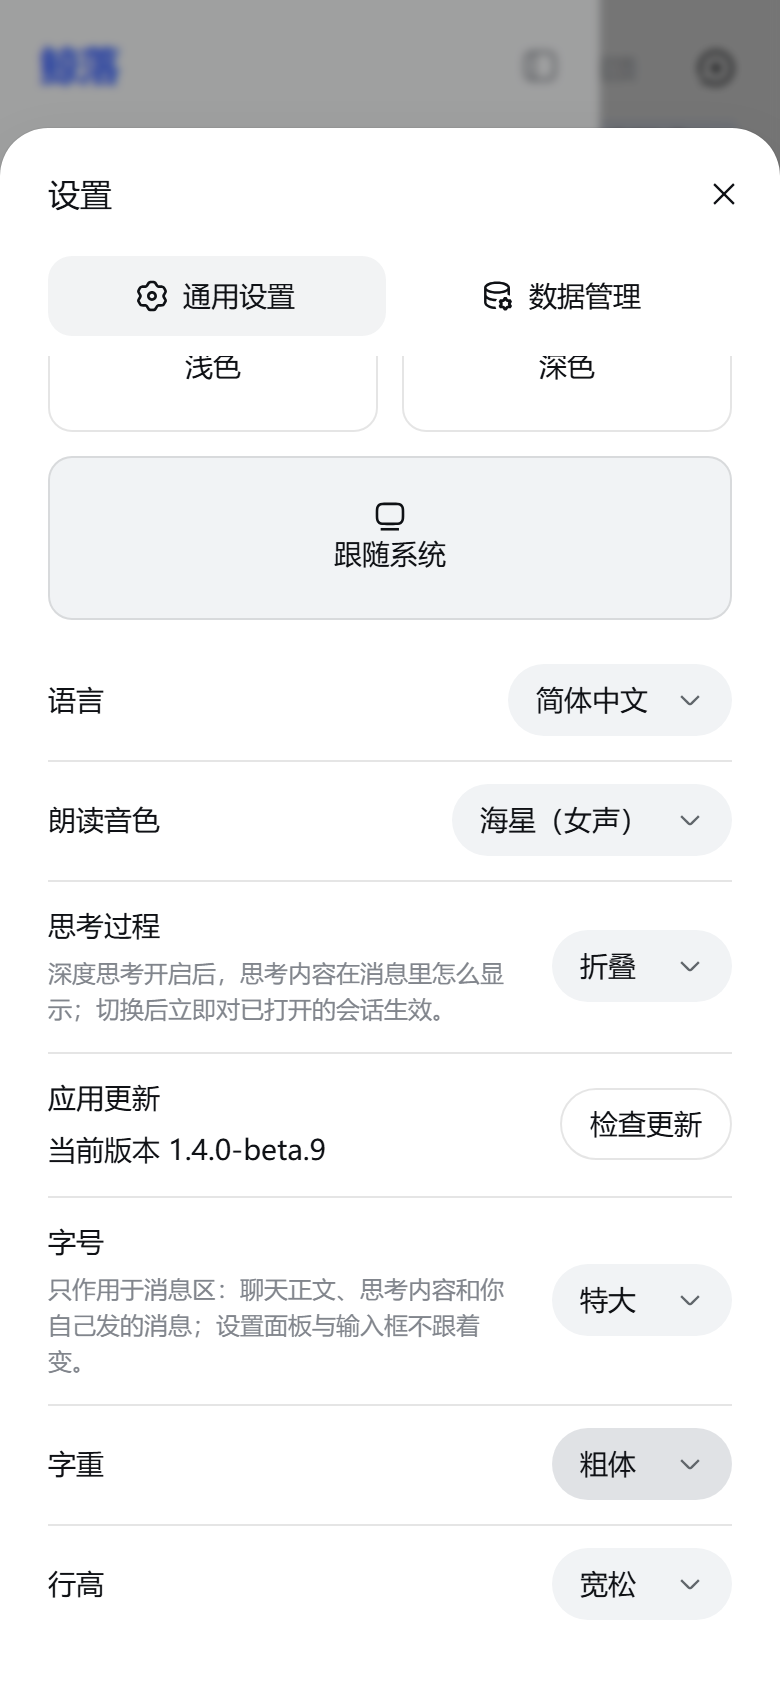 鲸落
设置
通用设置
数据管理
浅色
深色
跟随系统
语言
简体中文
朗读音色
海星（女声）
思考过程
深度思考开启后，思考内容在消息里怎么显
示；切换后立即对已打开的会话生效。
折叠
应用更新
当前版本 1.4.0-beta.9
检查更新
字号
只作用于消息区：聊天正文、思考内容和你
自己发的消息；设置面板与输入框不跟着
变。
特大
字重
粗体
行高
宽松